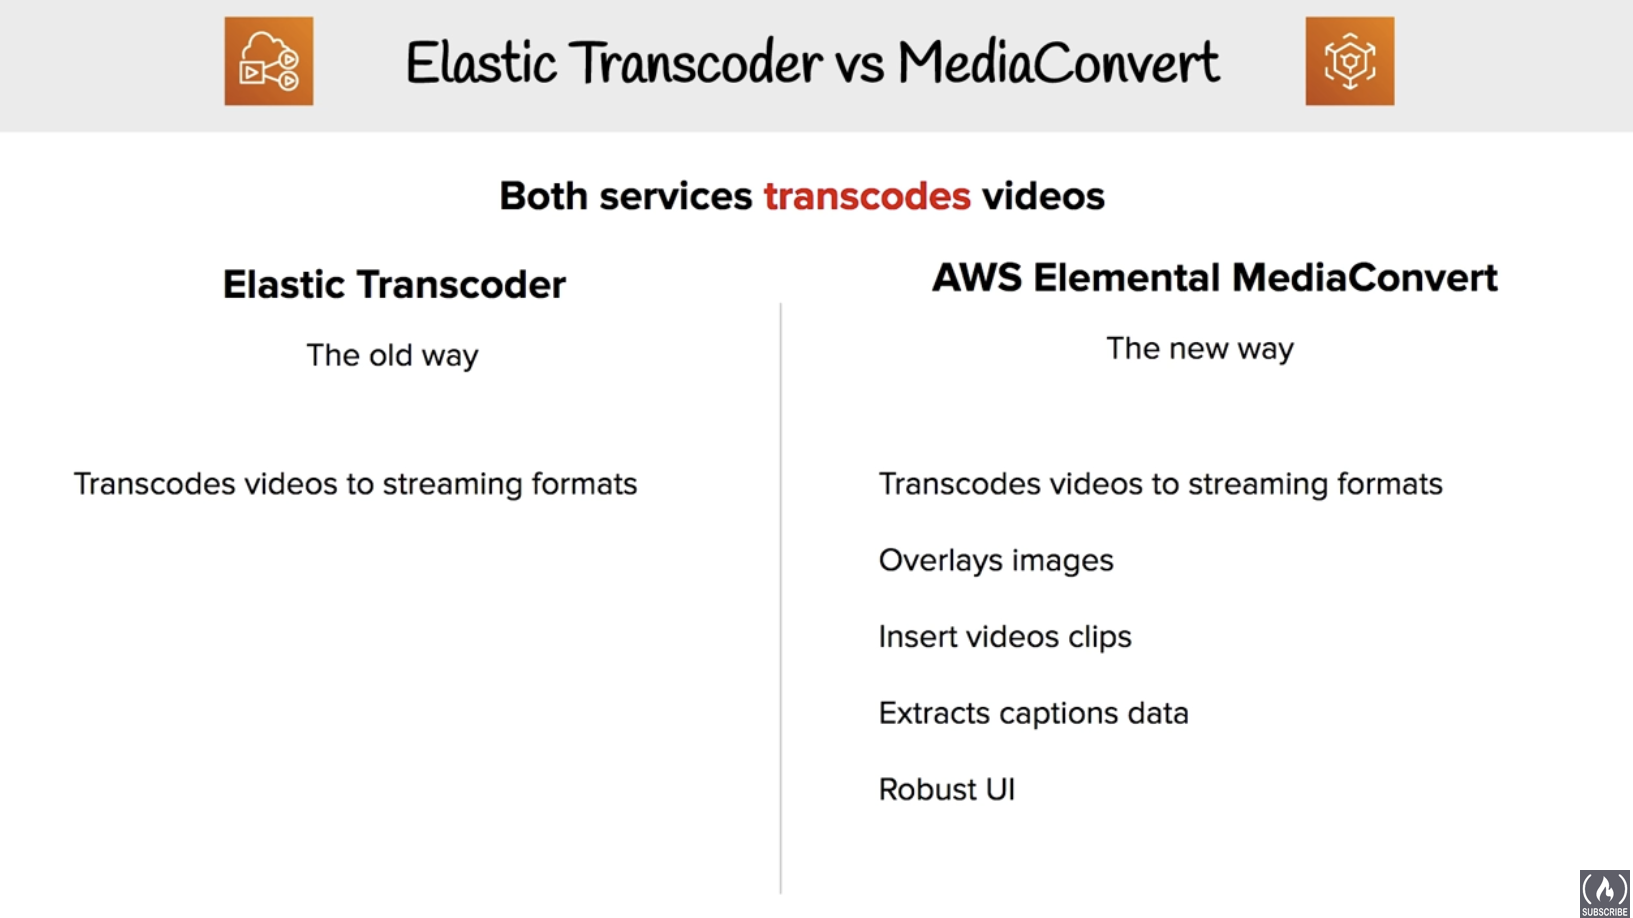 Elastic Transcoder vs MediaConvert
Both services transcodes videos
Elastic Transcoder
The old way
Transcodes videos to streaming formats
AWS Elemental MediaConvert
The new way
Transcodes videos to streaming formats
Overlays images
Insert videos clips
Extracts captions data
Robust UI
SUBSCRIBE